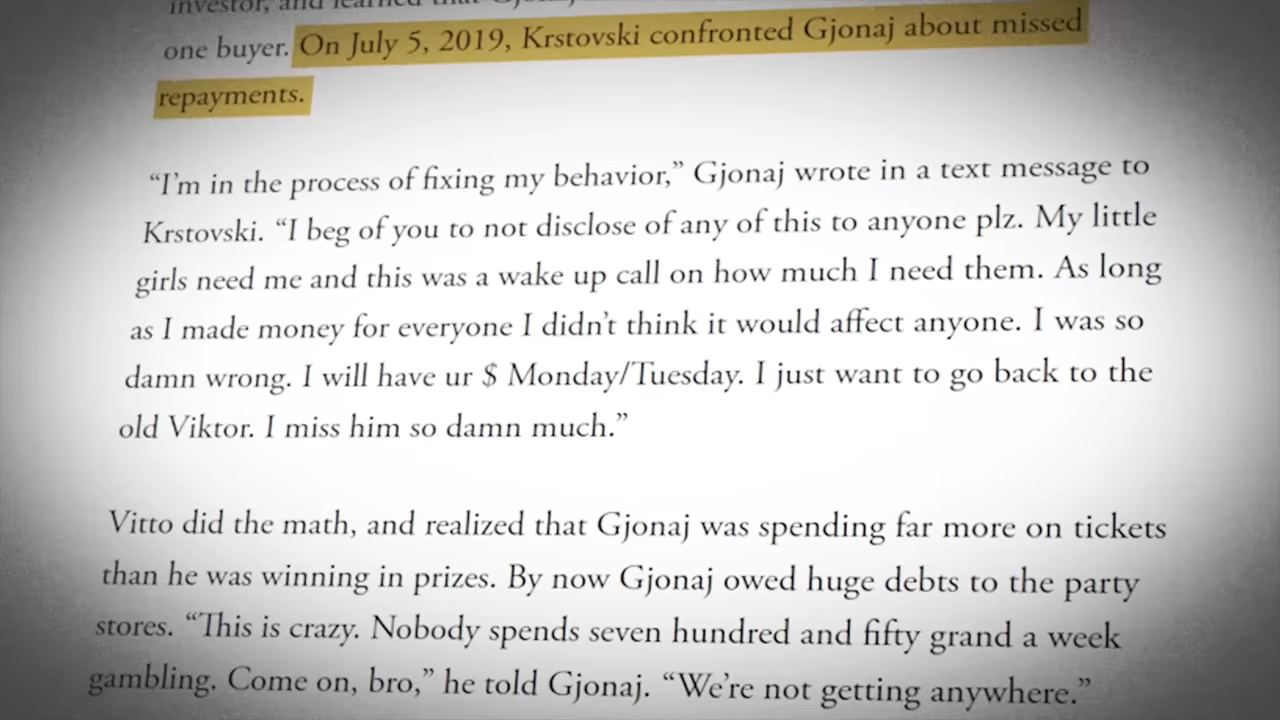 investor, and learned that Gjonaj
one buyer. On July 5, 2019, Krstovski confronted Gjonaj about missed
repayments.
“I’m in the process of fixing my behavior,” Gjonaj wrote in a text message to
Krstovski. “I beg of you to not disclose of any of this to anyone plz. My little
girls need me and this was a wake up call on how much I need them. As long
as I made money for everyone I didn’t think it would affect anyone. I was so
damn wrong. I will have ur $ Monday/Tuesday. I just want to go back to the
old Viktor. I miss him so damn much.”
Vitto did the math, and realized that Gjonaj was spending far more on tickets
than he was winning in prizes. By now Gjonaj owed huge debts to the party
stores. “This is crazy. Nobody spends seven hundred and fifty grand a week
gambling. Come on, bro,” he told Gjonaj. “We’re not getting anywhere.”